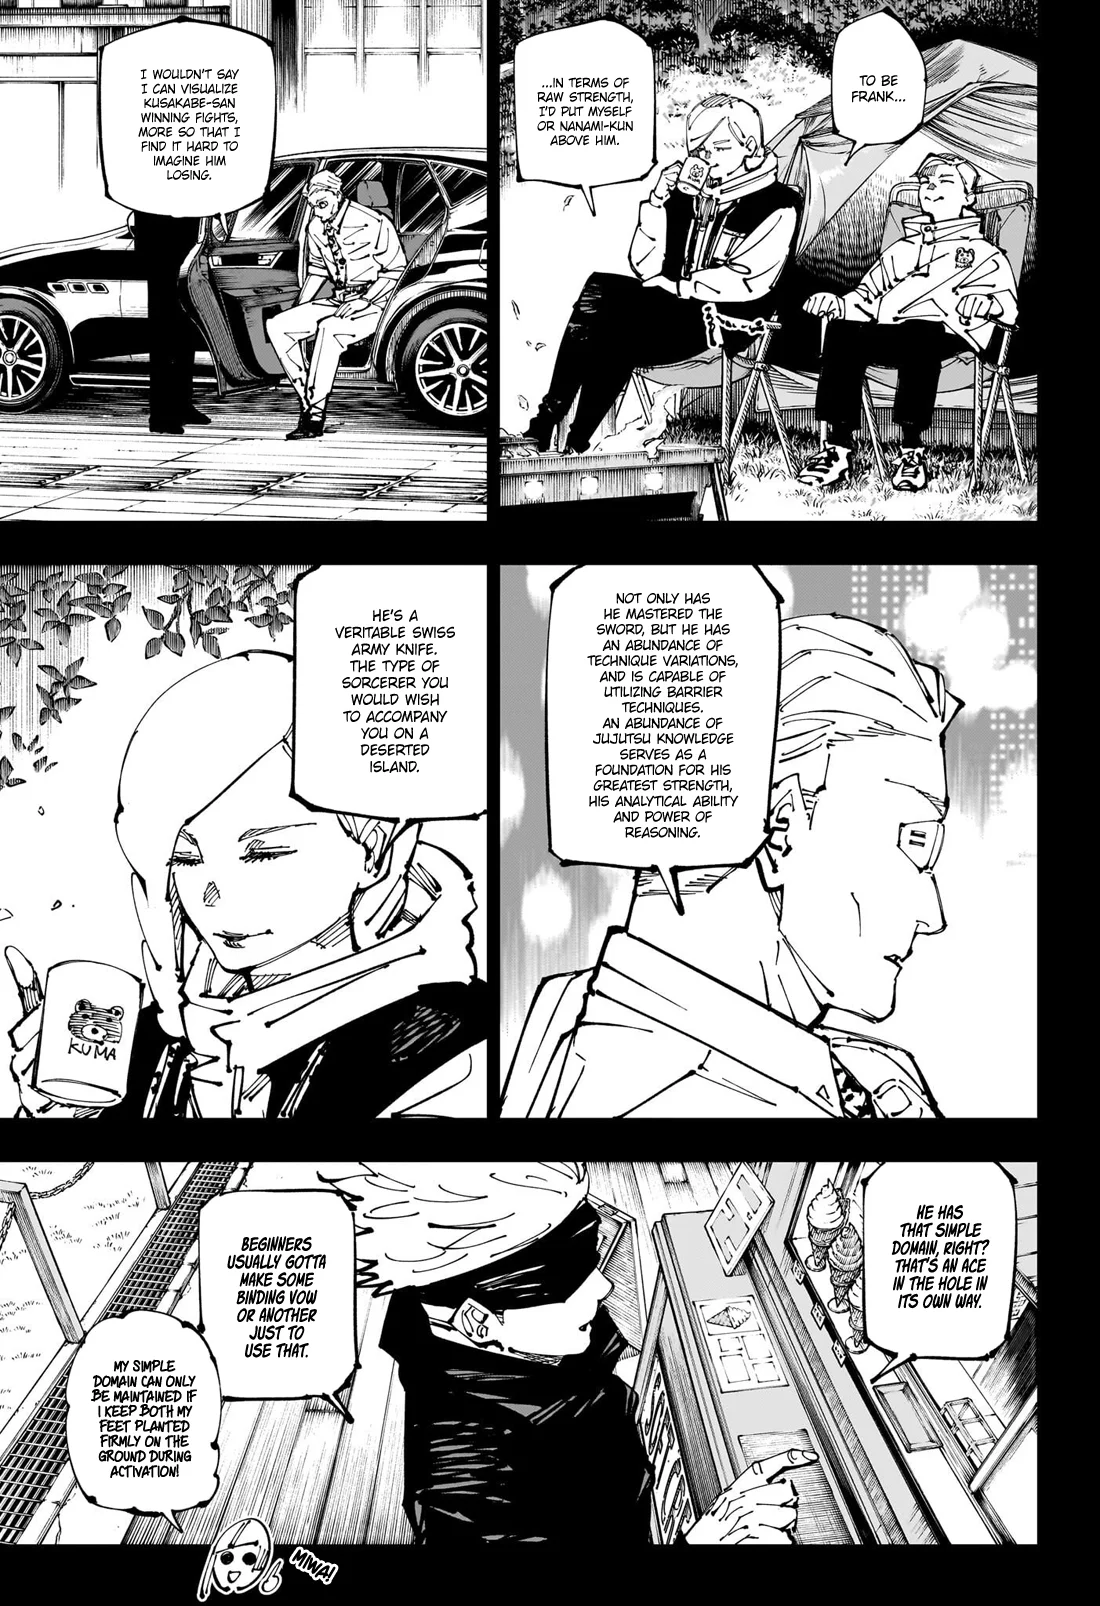 TO BE
FRANK...
...IN TERMS OF
RAW STRENGTH,
I'D PUT MYSELF
OR NANAMI-KUN
ABOVE HIM.
I WOULDN'T SAY
I CAN VISUALIZE
KUSAKABE-SAN
WINNING FIGHTS,
MORE SO THAT I
FIND IT HARD TO
IMAGINE HIM
LOSING.
NOT ONLY HAS
HE MASTERED THE
SWORD, BUT HE HAS
AN ABUNDANCE OF
TECHNIQUE VARIATIONS,
AND IS CAPABLE OF
UTILIZING BARRIER
TECHNIQUES.
AN ABUNDANCE OF
JUJUTSU KNOWLEDGE
SERVES AS A
FOUNDATION FOR HIS
GREATEST STRENGTH,
HIS ANALYTICAL ABILITY
AND POWER OF
REASONING.
HE'S A
VERITABLE SWISS
ARMY KNIFE.
THE TYPE OF
SORCERER YOU
WOULD WISH
TO ACCOMPANY
YOU ON A
DESERTED
ISLAND.
KUMA
HE HAS
THAT SIMPLE
DOMAIN, RIGHT?
THAT'S AN ACE
IN THE HOLE IN
ITS OWN WAY.
BEGINNERS
USUALLY GOTTA
MAKE SOME
BINDING VOW
OR ANOTHER
JUST TO
USE THAT.
MY SIMPLE
DOMAIN CAN ONLY
BE MAINTAINED IF
I KEEP BOTH MY
FEET PLANTED
FIRMLY ON THE
GROUND DURING
ACTIVATION!
MIWA!